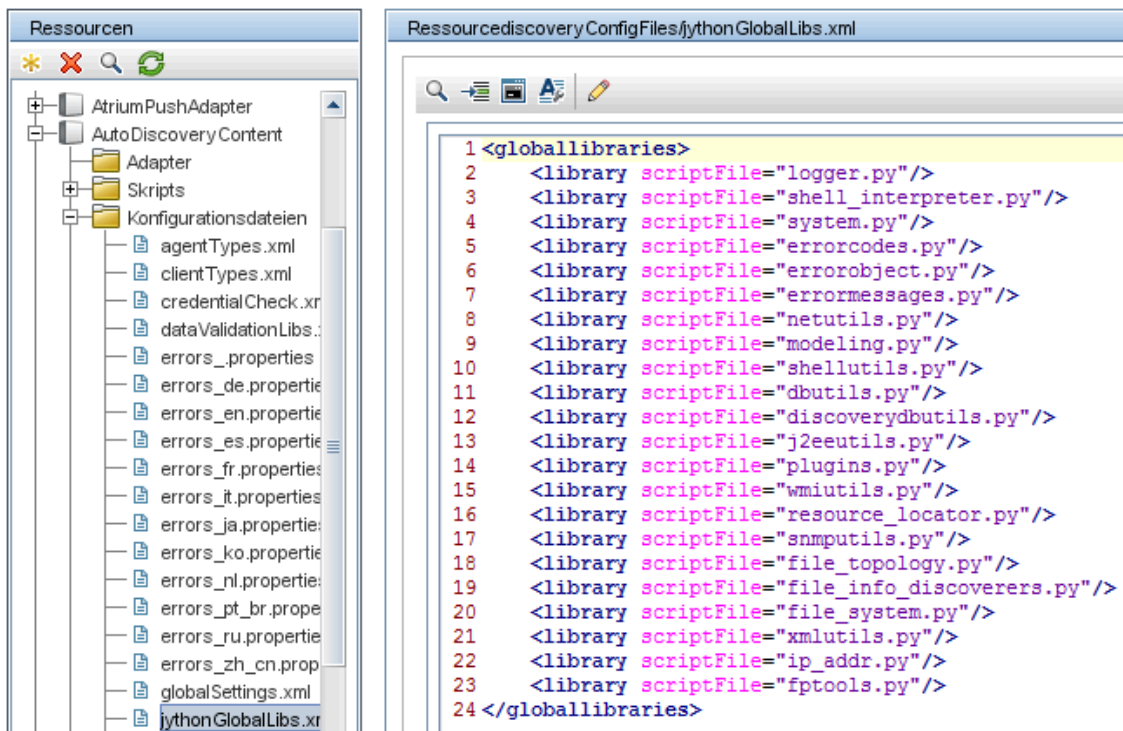 Ressourcen
AtriumPushAdapter
AutoDiscoveryContent
Adapter
Skripts
Konfigurationsdateien
agentTypes.xml
clientTypes.xml
credentialCheck.xr
dataValidationLibs.
errors_.properties
errors_de.propertie
errors_en.propertie
errors_es.propertie
errors_fr.properties
errors_it.properties
errors_ja.propertie
errors_ko.propertie
errors_nl.propertie
errors_pt_br.prope
errors_ru.propertie
errors_zh_cn.prop
globalSettings.xml
jythonGlobalLibs.xr
RessourcediscoveryConfigFiles/jythonGlobalLibs.xml
1 <globallibraries>
2 <library scriptFile="logger.py"/>
3 <library scriptFile="shell_interpreter.py"/>
4 <library scriptFile="system.py"/>
5 <library scriptFile="errorcodes.py"/>
6 <library scriptFile="errorobject.py"/>
7 <library scriptFile="errormessages.py"/>
8 <library scriptFile="netutils.py"/>
9 <library scriptFile="modeling.py"/>
10 <library scriptFile="shellutils.py"/>
11 <library scriptFile="dbutils.py"/>
12 <library scriptFile="discoverydbutils.py"/>
13 <library scriptFile="j2eeutils.py"/>
14 <library scriptFile="plugins.py"/>
15 <library scriptFile="wmiutils.py"/>
16 <library scriptFile="resource_locator.py"/>
17 <library scriptFile="snmputils.py"/>
18 <library scriptFile="file_topology.py"/>
19 <library scriptFile="file_info_discoverers.py"/>
20 <library scriptFile="file_system.py"/>
21 <library scriptFile="xmlutils.py"/>
22 <library scriptFile="ip_addr.py"/>
23 <library scriptFile="fptools.py"/>
24 </globallibraries>